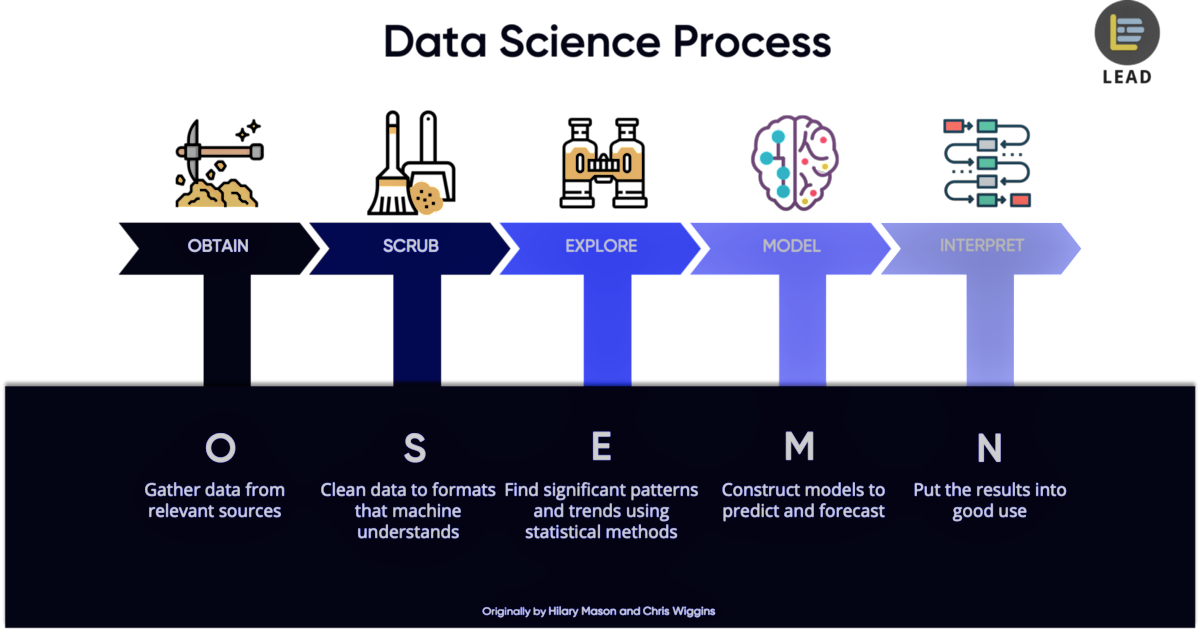 Data Science Process
LEAD
OBTAIN
SCRUB
EXPLORE
MODEL
INTERPRET
O
Gather data from
relevant sources
S
Clean data to formats
that machine
understands
E
Find significant patterns
and trends using
statistical methods
M
Construct models to
predict and forecast
N
Put the results into
good use
Originally by Hilary Mason and Chris Wiggins